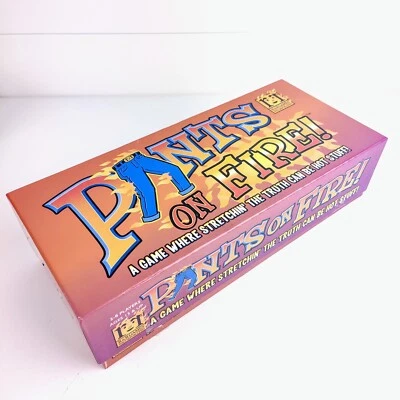 PANTS
ON FIRE!
A GAME WHERE STRETCHIN' THE TRUTH CAN BE HOT STUFF!
PANTS ON FIRE!
A GAME WHERE STRETCHIN' THE TRUTH CAN BE HOT STUFF!